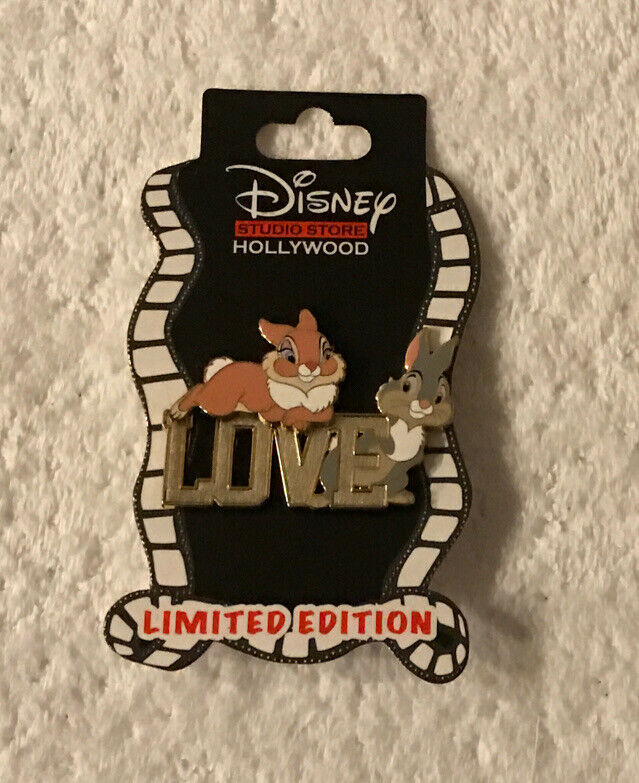 Disney
STUDIO STORE
HOLLYWOOD
LOVE
LIMITED EDITION